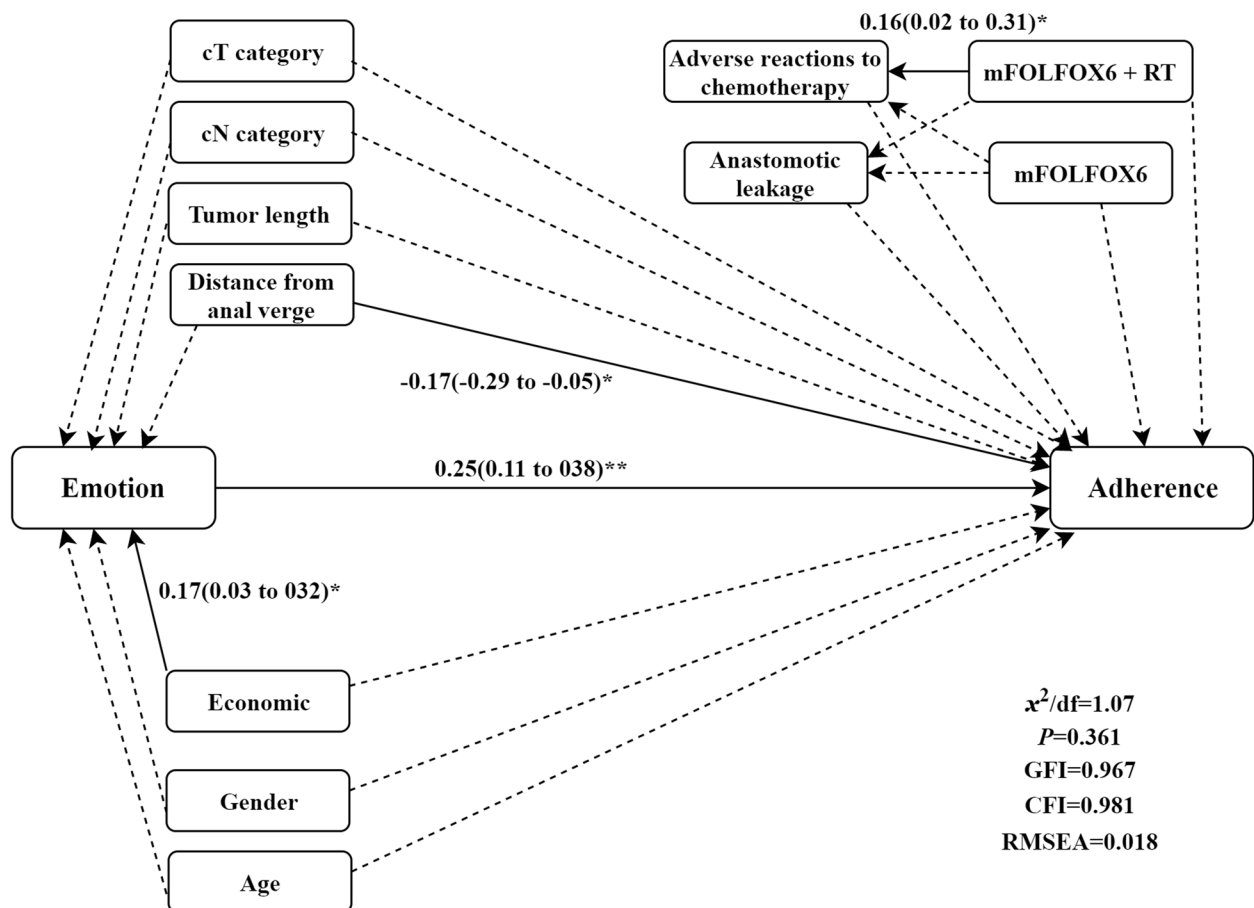 cT category
0.16(0.02 to 0.31)*
Adverse reactions to
chemotherapy
mFOLFOX6 + RT
cN category
Anastomotic
leakage
mFOLFOX6
Tumor length
Distance from
anal verge
-0.17(-0.29 to -0.05)*
Emotion
0.25(0.11 to 038)**
Adherence
0.17(0.03 to 032)*
Economic
Gender
Age
x²/df=1.07
P=0.361
GFI=0.967
CFI=0.981
RMSEA=0.018